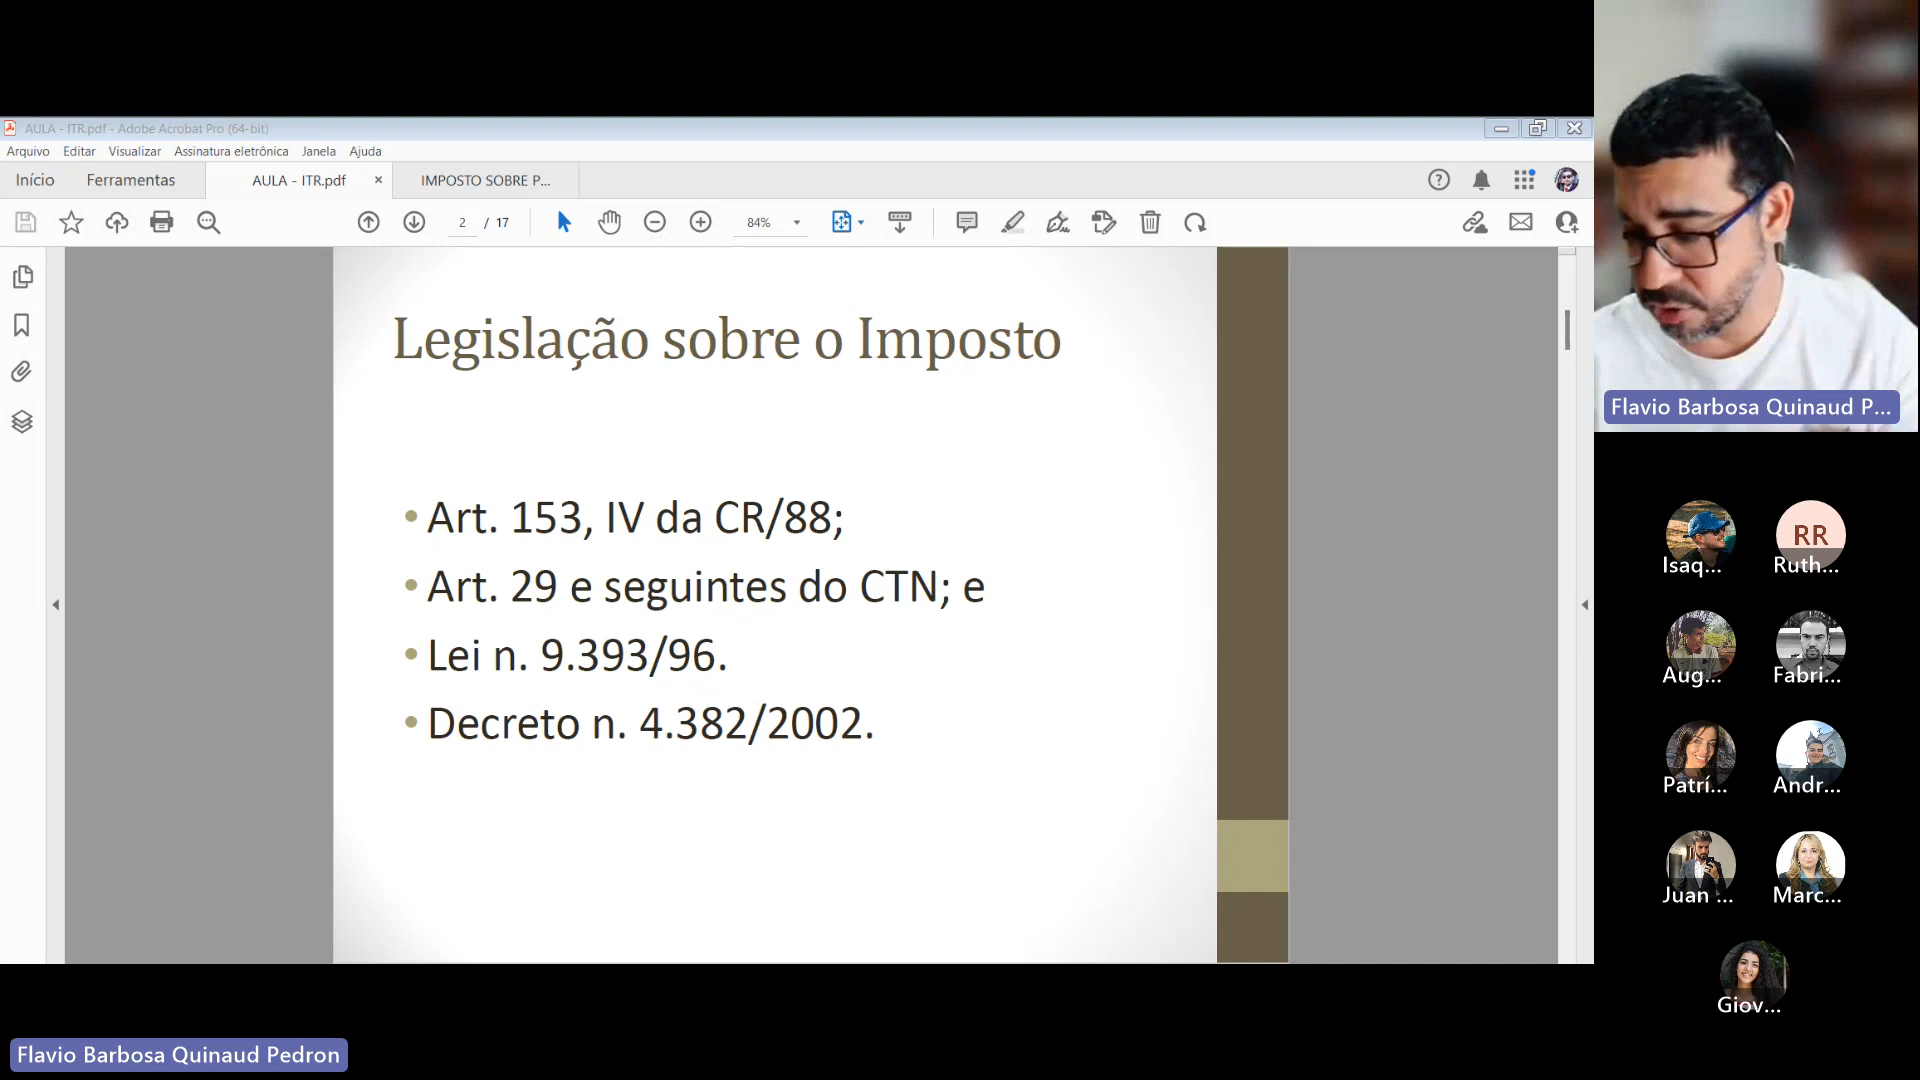 AULA - ITR.pdf - Adobe Acrobat Pro (64-bit)
Arquivo Editar Visualizar Assinatura eletrônica Janela Ajuda
Início Ferramentas AULA - ITR.pdf × IMPOSTO SOBRE P...
2 / 17 84%
Legislação sobre o Imposto
• Art. 153, IV da CR/88;
• Art. 29 e seguintes do CTN; e
• Lei n. 9.393/96.
• Decreto n. 4.382/2002.
Flavio Barbosa Quinaud P...
RR
Isaq... Ruth...
Aug... Fabri...
Patrí... Andr...
Juan ... Marc...
Giov...
Flavio Barbosa Quinaud Pedron